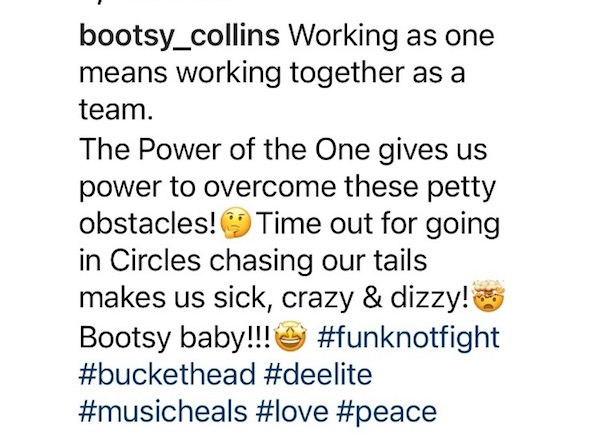 bootsy_collins Working as one
means working together as a
team.
The Power of the One gives us
power to overcome these petty
obstacles!🤔 Time out for going
in Circles chasing our tails
makes us sick, crazy & dizzy!🤯
Bootsy baby!!!🤩 #funknotfight
#buckethead #deelite
#musicheals #love #peace